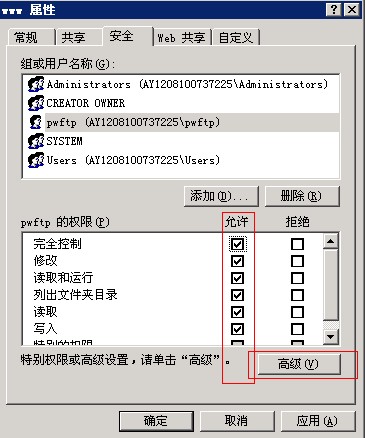 www 属性
常规 共享 安全 Web 共享 自定义
组或用户名称(G):
Administrators (AY1208100737225\Administrators)
CREATOR OWNER
pwftp (AY1208100737225\pwftp)
SYSTEM
Users (AY1208100737225\Users)
添加(D)... 删除(R)
pwftp 的权限(P) 允许 拒绝
完全控制
修改
读取和运行
列出文件夹目录
读取
写入
特别的权限
特别权限或高级设置,请单击“高级”。 高级(V)
确定 取消 应用(A)